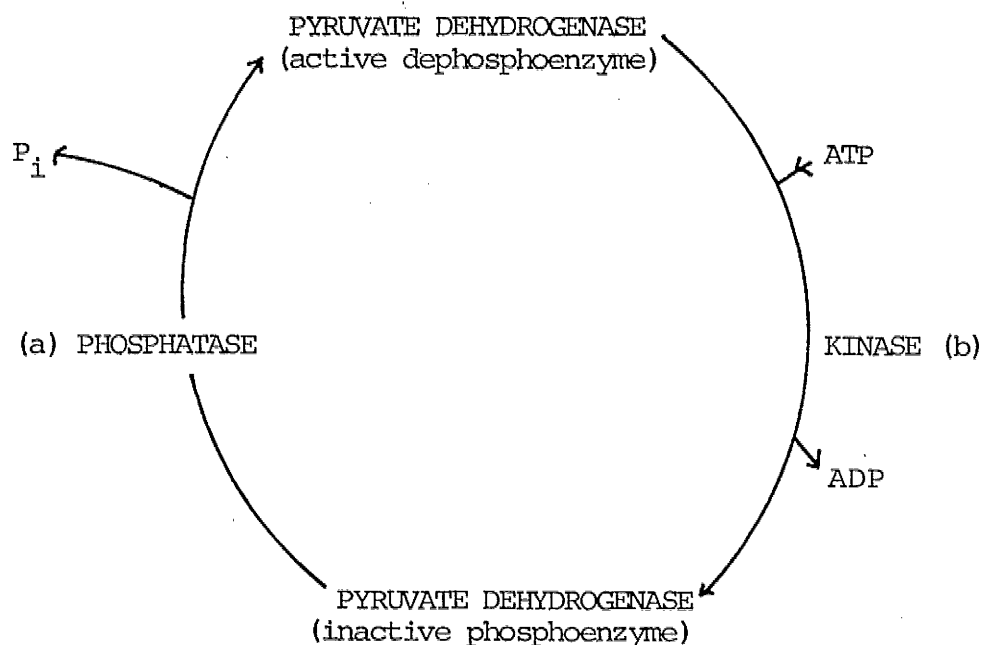 PYRUVATE DEHYDROGENASE
(active dephosphoenzyme)
Pi
ATP
(a) PHOSPHATASE
KINASE (b)
ADP
PYRUVATE DEHYDROGENASE
(inactive phosphoenzyme)